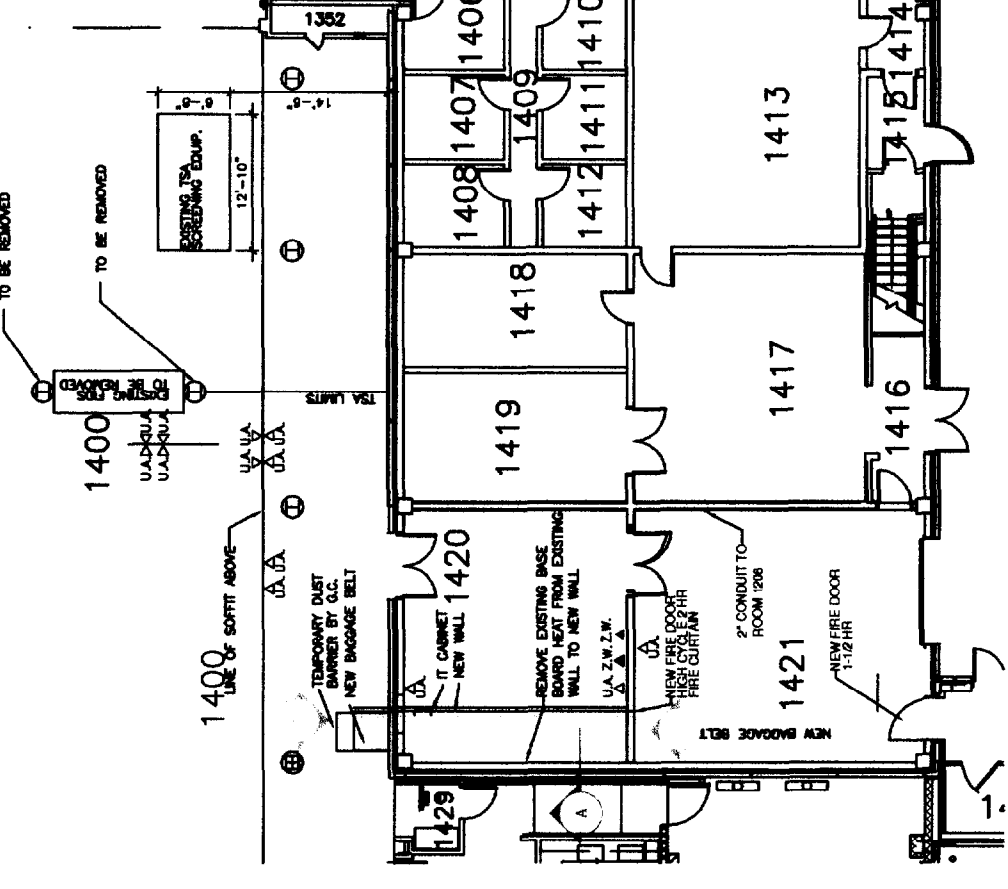 1352
1406
1410
1414
6'-6"
14'-6"
1407
1409
1411
1413
1415
EXISTING TSA
SCREENING EQUIP.
12'-10"
TO BE REMOVED
TO BE REMOVED
1408
1412
1418
1417
EXISTING FIDS
TO BE REMOVED
TSA LIMITS
1419
1416
1400
U.A. U.A.
U.A. U.A.
U.A. U.A.
U.A. U.A.
U.A. U.A.
LINE OF SOFFIT ABOVE
1400
1420
TEMPORARY DUST
BARRIER BY G.C.
NEW BAGGAGE BELT
U.A.
IT CABINET
NEW WALL
REMOVE EXISTING BASE
BOARD HEAT FROM EXISTING
WALL TO NEW WALL
U.A. Z.W. Z.W.
U.A.
NEW FIRE DOOR
HIGH CYCLE 2 HR
FIRE CURTAIN
2" CONDUIT TO
ROOM 1206
1421
NEW FIRE DOOR
1-1/2 HR
NEW BAGGAGE BELT
1429
A